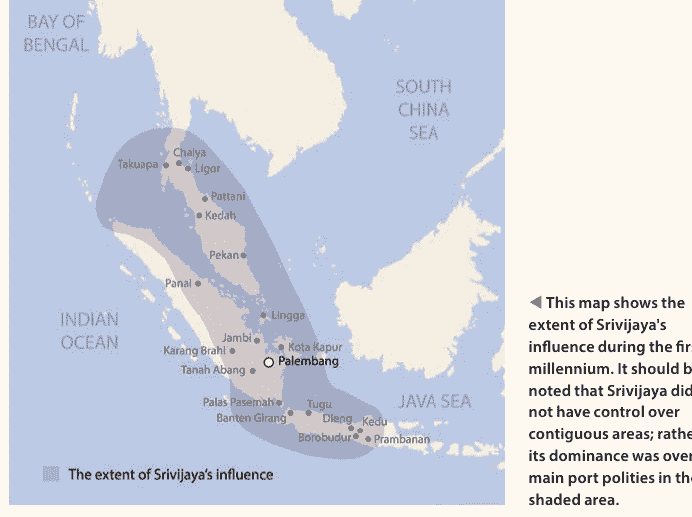 BAY OF
BENGAL
SOUTH
CHINA
SEA
Chaiya
Takuapa
Ligor
Pattani
Kedah
Pekan
Panai
Lingga
INDIAN
OCEAN
Jambi
Kota Kapur
Karang Brahi
Palembang
Tanah Abang
JAVA SEA
Palas Pasemah
Tugu
Banten Girang
Dieng
Kedu
Borobudur
Prambanan
The extent of Srivijaya's influence
◀ This map shows the
extent of Srivijaya's
influence during the
millennium. It should
noted that Srivijaya did
not have control over
contiguous areas;
its dominance was over
main port polities in
shaded area.